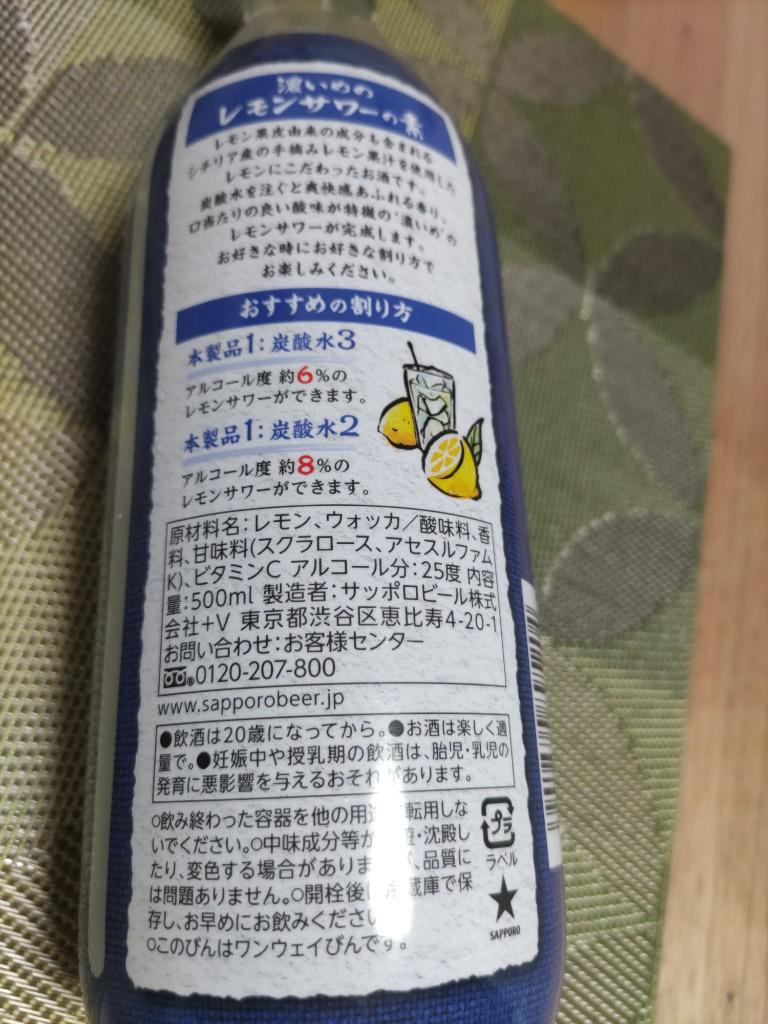 濃いめの
レモンサワーの素
レモン果皮由来の成分も含まれる
シチリア産の手摘みレモン果汁を使用した
レモンにこだわったお酒です。
炭酸水を注ぐと爽快感あふれる香り、
口当たりの良い酸味が特徴の"濃いめ"の
レモンサワーが完成します。
お好きな時にお好きな割り方で
お楽しみください。
おすすめの割り方
本製品1:炭酸水3
アルコール度 約6%の
レモンサワーができます。
本製品1:炭酸水2
アルコール度 約8%の
レモンサワーができます。
原材料名:レモン、ウォッカ/酸味料、香
料、甘味料(スクラロース、アセスルファム
K)、ビタミンC アルコール分:25度 内容
量:500ml 製造者:サッポロビール株式
会社+V 東京都渋谷区恵比寿4-20-1
お問い合わせ:お客様センター
0120-207-800
www.sapporobeer.jp
●飲酒は20歳になってから。●お酒は楽しく適
量で。●妊娠中や授乳期の飲酒は、胎児・乳児の
発育に悪影響を与えるおそれがあります。
○飲み終わった容器を他の用途 転用しな
いでください。○中味成分等が 遊・沈殿し
たり、変色する場合がありま 、品質に
は問題ありません。○開栓後 蔵庫で保
存し、お早めにお飲みください
○このびんはワンウェイびんです。
プラ
ラベル
SAPPORO